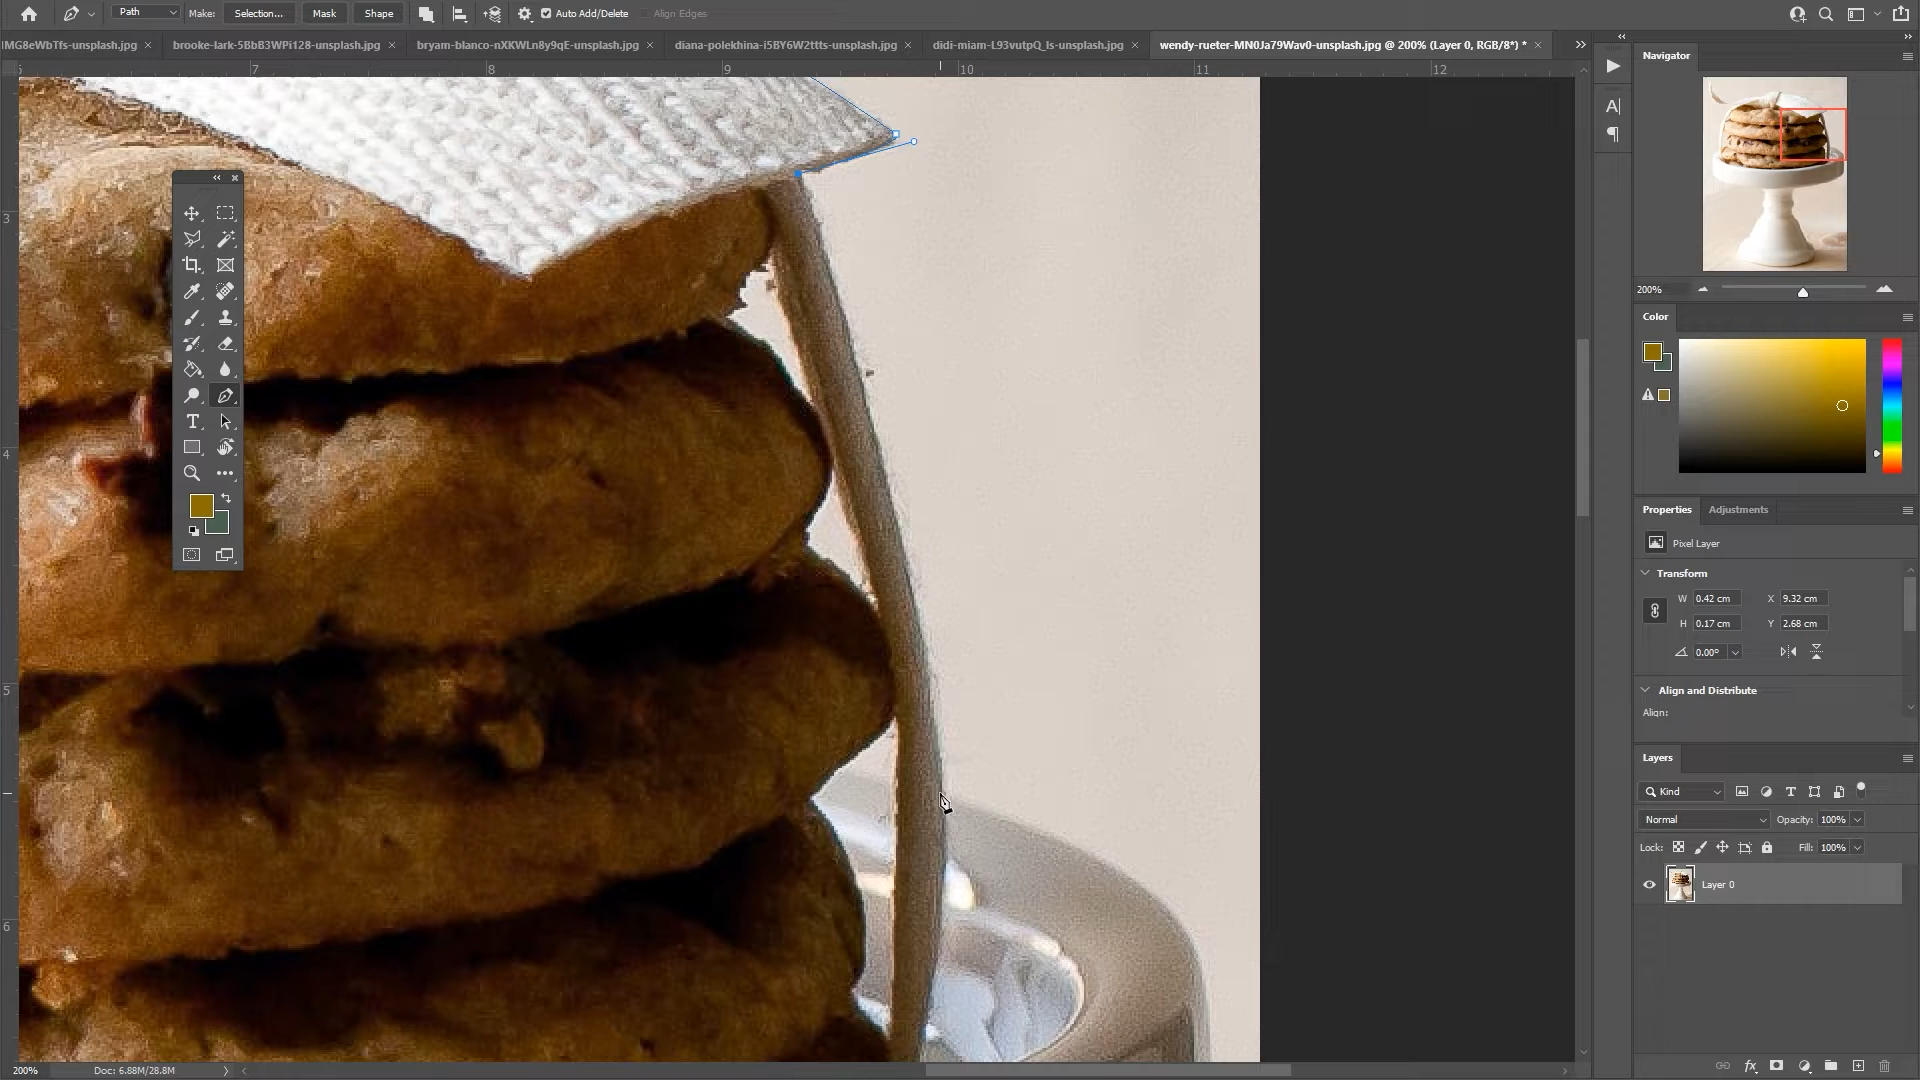 Path Make: Selection... Mask Shape Auto Add/Delete Align Edges
IMG8eWbTfs-unsplash.jpg × brooke-lark-5BbB3WPi128-unsplash.jpg × bryam-blanco-nXKWLn8y9qE-unsplash.jpg × diana-polekhina-i5BY6W2ttts-unsplash.jpg × didi-miam-L93vutpQ_Is-unsplash.jpg × wendy-rueter-MN0Ja79Wav0-unsplash.jpg @ 200% (Layer 0, RGB/8*) * ×
7 8 9 10 11 12
3
4
5
6
Navigator
200%
Color
Properties Adjustments
Pixel Layer
Transform
W 0.42 cm X 9.32 cm
H 0.17 cm Y 2.68 cm
0.00°
Align and Distribute
Align:
Layers
Kind
Normal Opacity: 100%
Lock: Fill: 100%
Layer 0
fx
200% Doc: 6.88M/28.8M